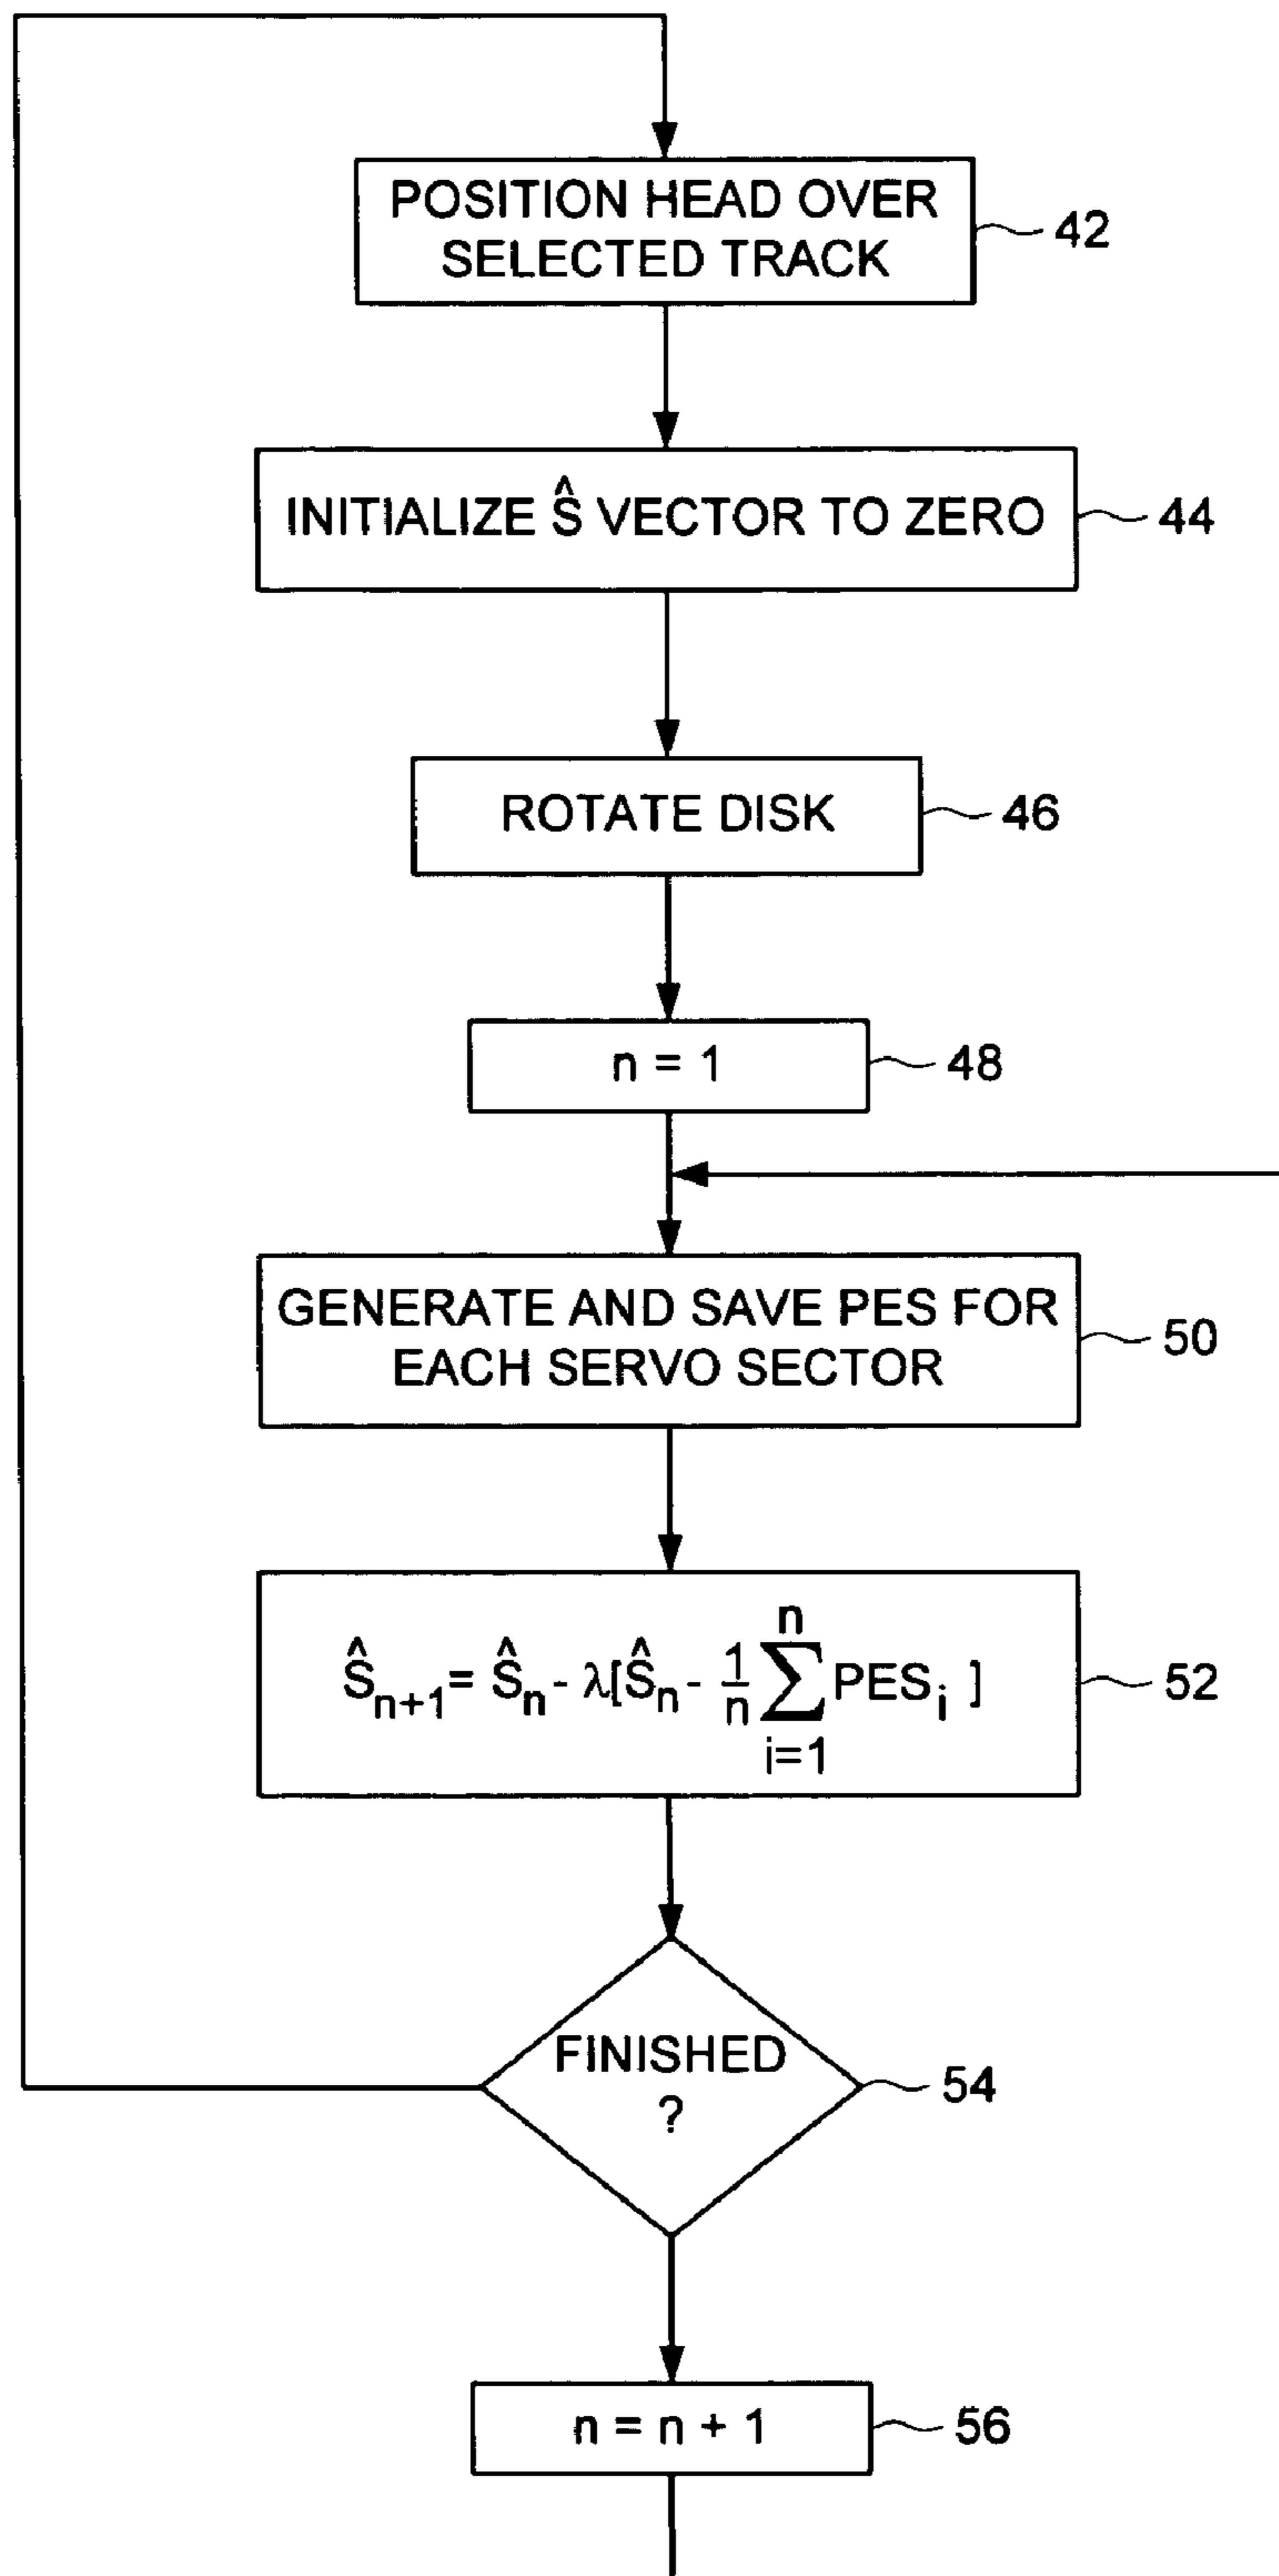 POSITION HEAD OVER
SELECTED TRACK
42
INITIALIZE Ŝ VECTOR TO ZERO
44
ROTATE DISK
46
n = 1
48
GENERATE AND SAVE PES FOR
EACH SERVO SECTOR
50
Ŝn+1= Ŝn - λ[Ŝn - 1/n n∑i=1 PESi ]
52
FINISHED
?
54
n = n + 1
56